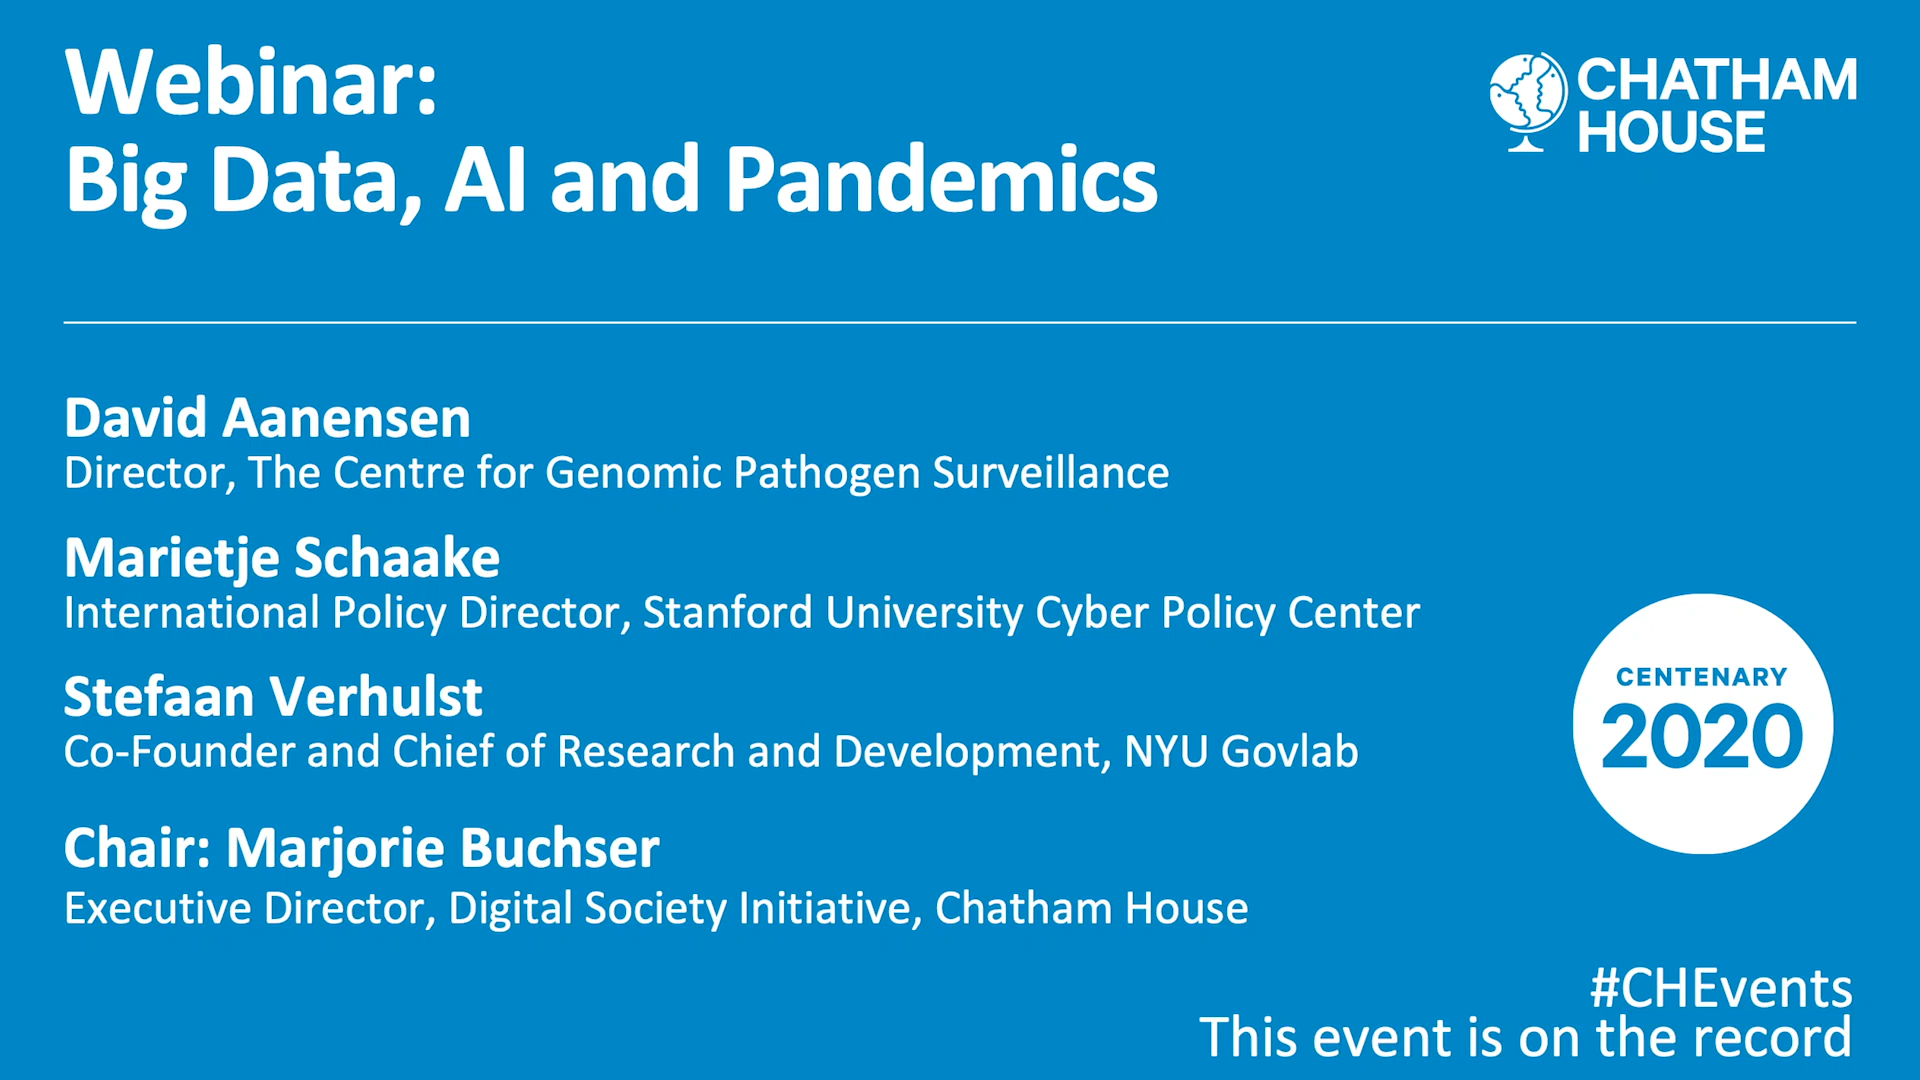 Webinar:
Big Data, AI and Pandemics
CHATHAM
HOUSE
David Aanensen
Director, The Centre for Genomic Pathogen Surveillance
Marietje Schaake
International Policy Director, Stanford University Cyber Policy Center
Stefaan Verhulst
Co-Founder and Chief of Research and Development, NYU Govlab
CENTENARY
2020
Chair: Marjorie Buchser
Executive Director, Digital Society Initiative, Chatham House
#CHEvents
This event is on the record